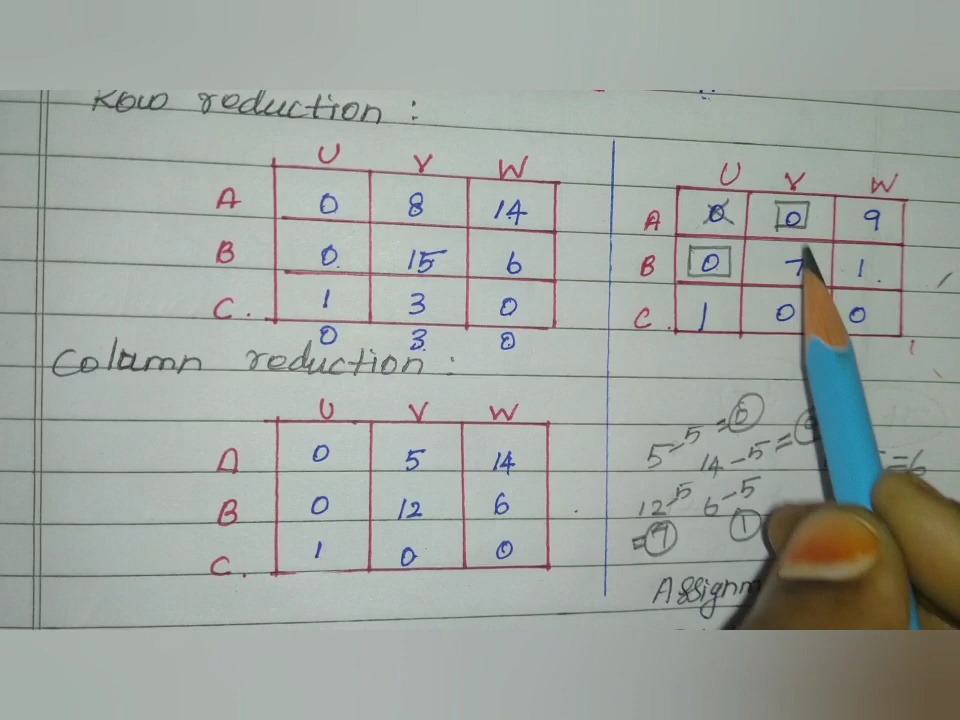 Row reduction :
U V W
A 0 8 14
B 0 15 6
C. 1 3 0
0 3 0
Column reduction :
U V W
A 0 5 14
B 0 12 6
C. 1 0 0
U V W
A 0 0 9
B 0 7 1
C. 1 0 0
5-5=0
14-5=
=6
12-5
=7
6-5
1